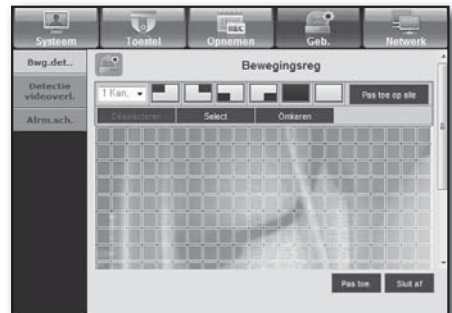 Systeem Toestel Opnemen Geb. Netwerk
Bwg.det..
Detectie
videoverl.
Alrm.sch.
Bewegingsreg
1 Kan. Pas toe op alle
Deselecteren Select Omkeren
Pas toe Sluit af